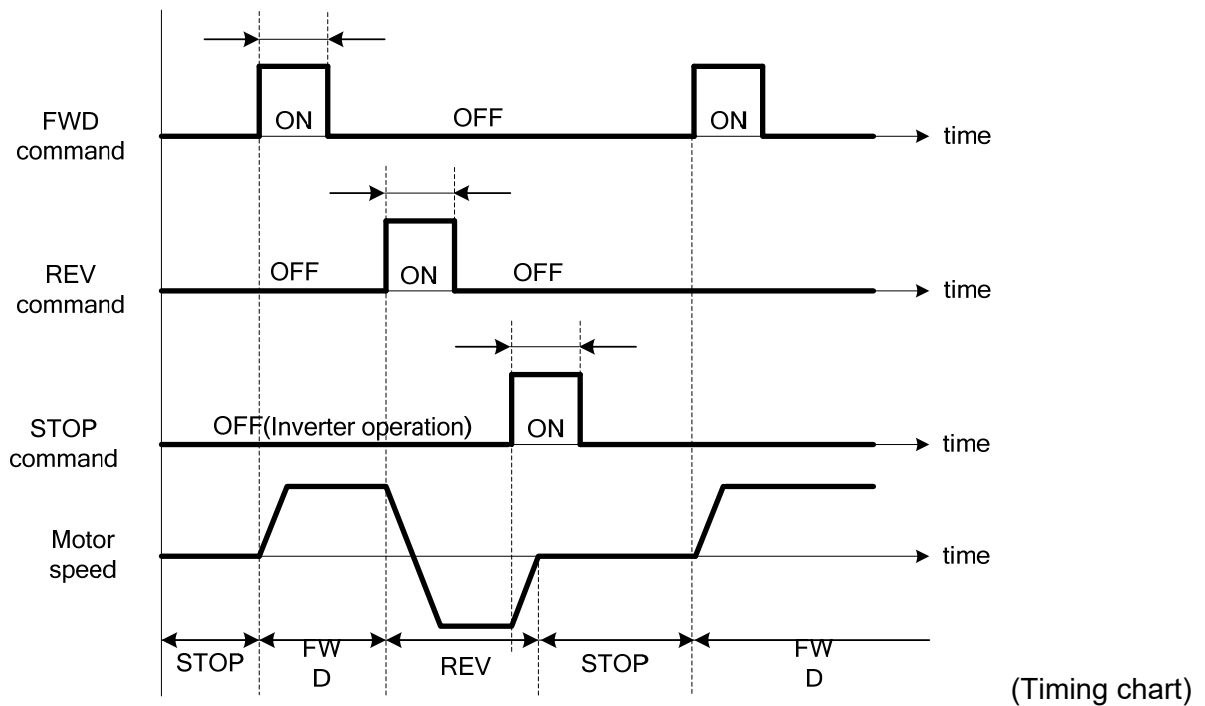 ON
OFF
ON
FWD
command
time
OFF
ON
OFF
REV
command
time
OFF(Inverter operation)
ON
STOP
command
time
Motor
speed
time
STOP
FW
D
REV
STOP
FW
D
(Timing chart)